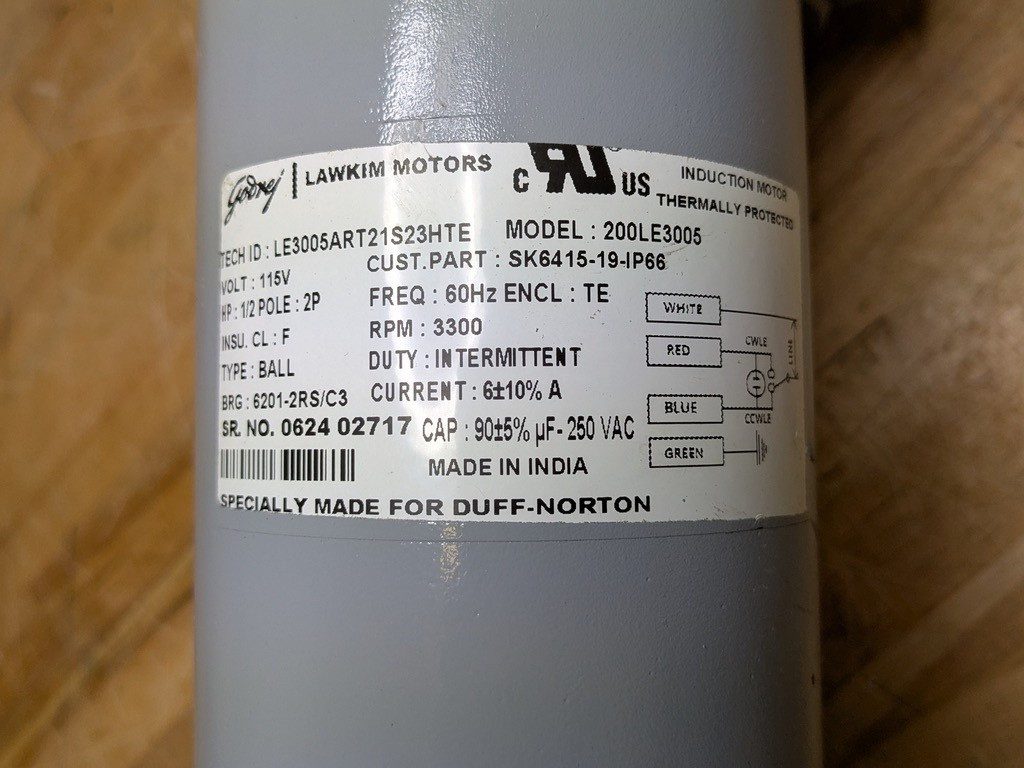 Godrej | LAWKIM MOTORS
C RU US
INDUCTION MOTOR
THERMALLY PROTECTED
TECH ID : LE3005ART21S23HTE MODEL : 200LE3005
VOLT : 115V CUST.PART : SK6415-19-IP66
HP : 1/2 POLE : 2P FREQ : 60Hz ENCL : TE
INSU. CL : F RPM : 3300
TYPE : BALL DUTY : INTERMITTENT
BRG : 6201-2RS/C3 CURRENT : 6±10% A
SR. NO. 0624 02717 CAP : 90±5% µF- 250 VAC
MADE IN INDIA
SPECIALLY MADE FOR DUFF-NORTON
WHITE
RED
CWLE
LINE
BLUE
CCWLE
GREEN